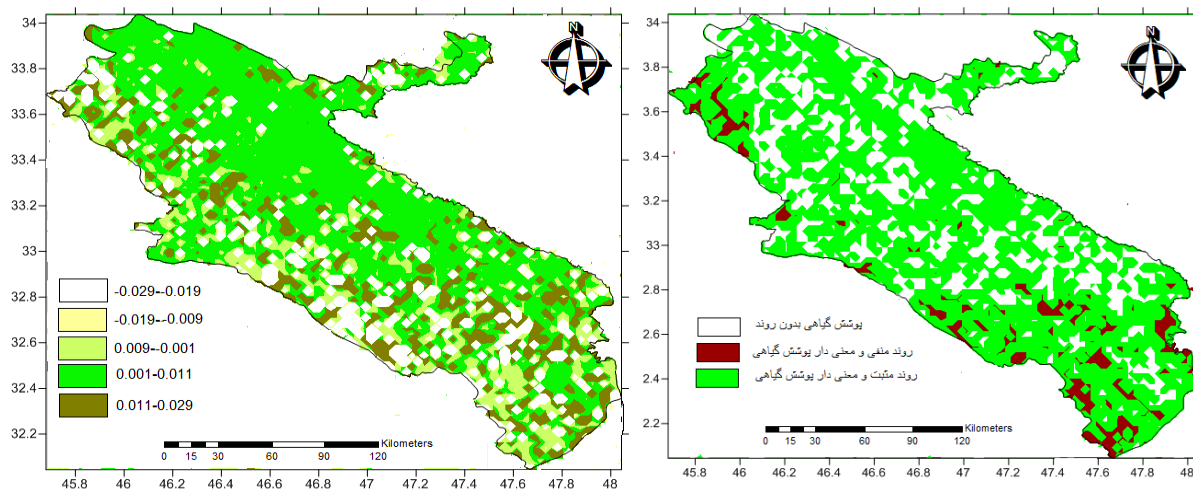 N
34
33.8
33.6
33.4
33.2
33
32.8
32.6
32.4
32.2
-0.029--0.019
-0.019--0.009
0.009--0.001
0.001-0.011
0.011-0.029
Kilometers
0 15 30 60 90 120
45.8 46 46.2 46.4 46.6 46.8 47 47.2 47.4 47.6 47.8 48
N
34
3.8
3.6
3.4
3.2
33
2.8
2.6
2.4
2.2
پوشش گیاهی بدون روند
روند منفی و معنی دار پوشش گیاهی
روند مثبت و معنی دار پوشش گیاهی
Kilometers
0 15 30 60 90 120
45.8 46 46.2 46.4 46.6 46.8 47 47.2 47.4 47.6 47.8 48